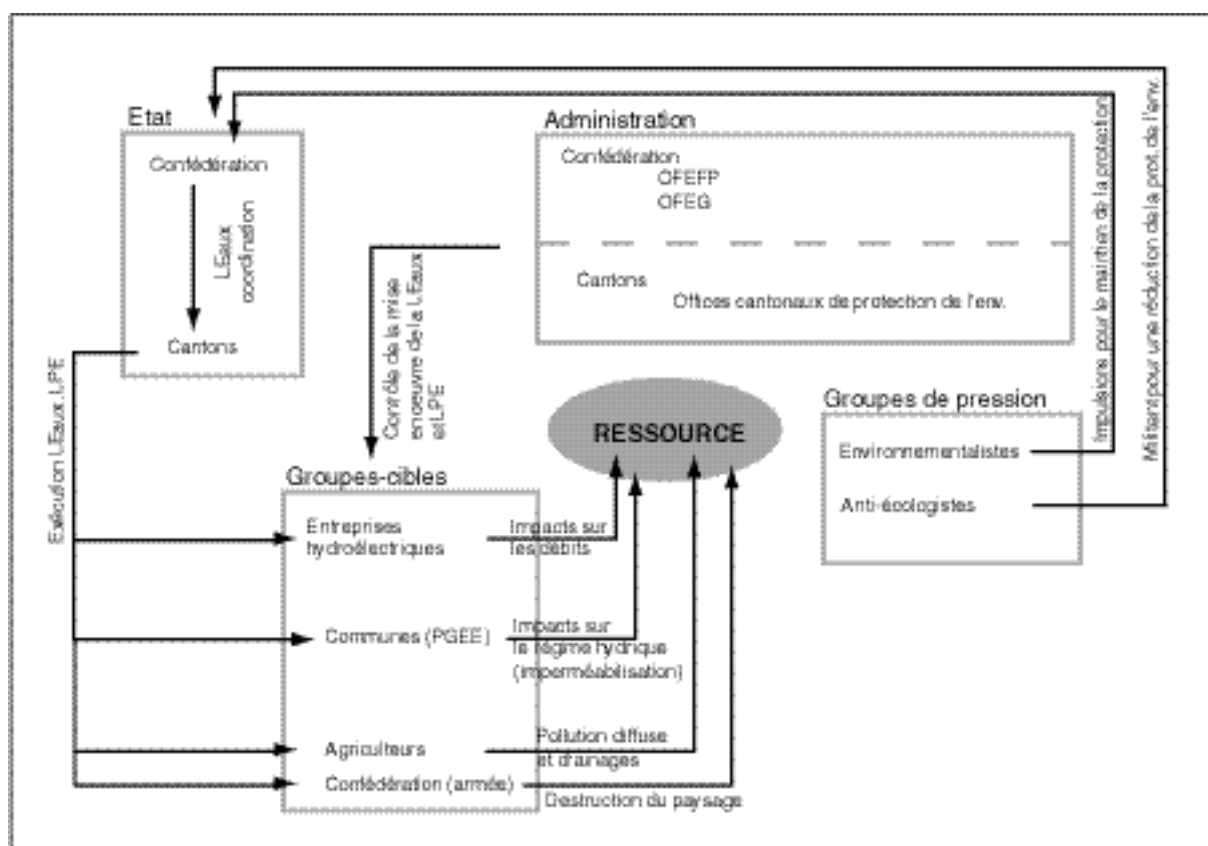 Etat
Confédération
LEaux
coordination
Cantons
Exécution LEaux, LPE
Administration
Confédération
OFEFP
OFEG
Cantons
Offices cantonaux de protection de l'env.
Contrôle de la mise
en oeuvre de la LEaux
et LPE
RESSOURCE
Groupes de pression
Environnementalistes
Anti-écologistes
Impulsions pour le maintien de la protection
Militant pour une réduction de la prot. de l'env.
Groupes-cibles
Entreprises
hydroélectriques
Impacts sur
les débits
Communes (PGEE)
Impacts sur
le régime hydrique
(imperméabilisation)
Agriculteurs
Pollution diffuse
et drainages
Confédération (armée)
Destruction du paysage